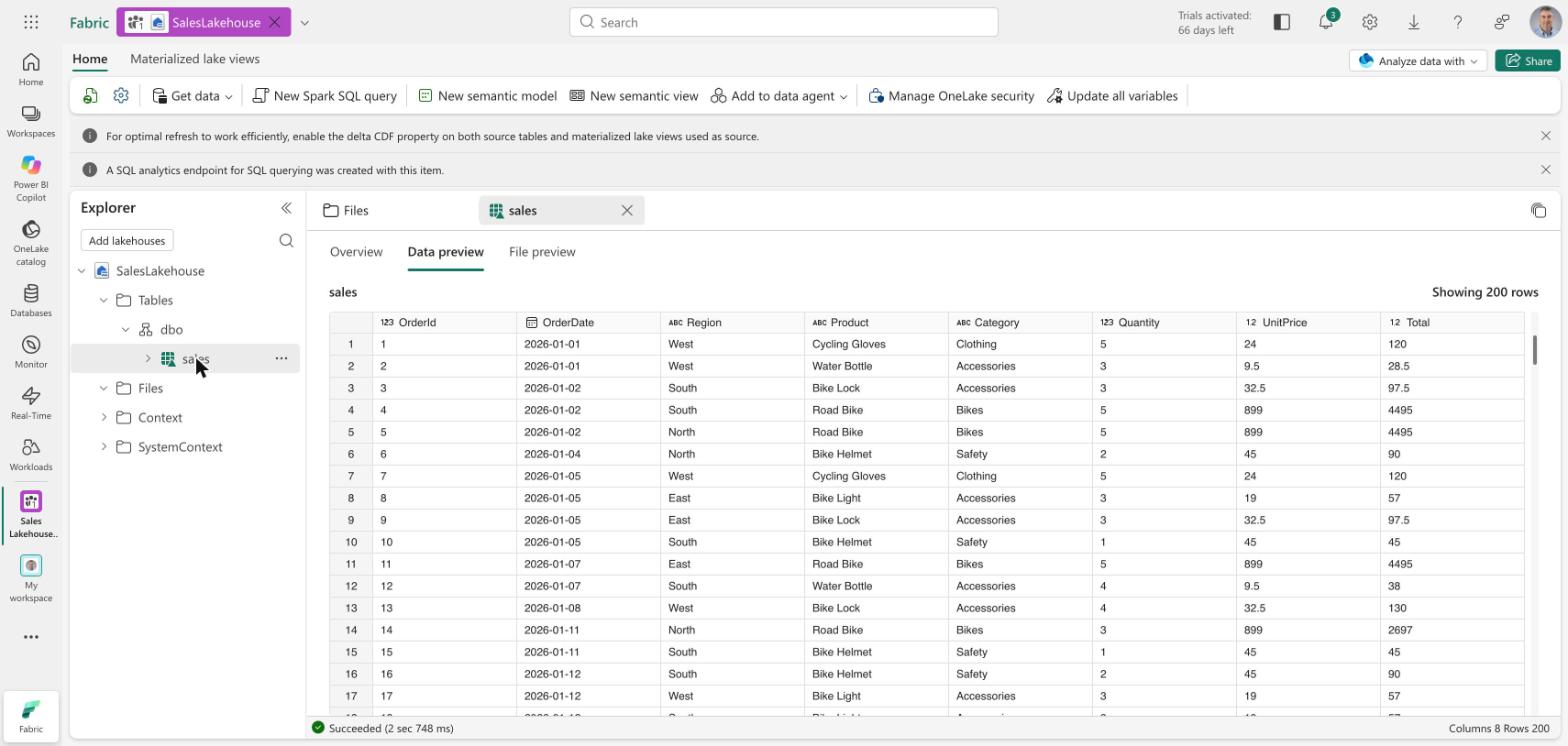 Fabric
SalesLakehouse
Search
Trials activated:
66 days left
3
Home
Workspaces
Power BI
Copilot
OneLake
catalog
Databases
Monitor
Real-Time
Workloads
Sales
Lakehouse..
My
workspace
Fabric
Home
Materialized lake views
Analyze data with
Share
Get data
New Spark SQL query
New semantic model
New semantic view
Add to data agent
Manage OneLake security
Update all variables
For optimal refresh to work efficiently, enable the delta CDF property on both source tables and materialized lake views used as source.
A SQL analytics endpoint for SQL querying was created with this item.
Explorer
Add lakehouses
SalesLakehouse
Tables
dbo
sales
Files
Context
SystemContext
Files
sales
Overview
Data preview
File preview
sales
Showing 200 rows
123 OrderId OrderDate ABC Region ABC Product ABC Category 123 Quantity 12 UnitPrice 12 Total
1 1 2026-01-01 West Cycling Gloves Clothing 5 24 120
2 2 2026-01-01 West Water Bottle Accessories 3 9.5 28.5
3 3 2026-01-02 South Bike Lock Accessories 3 32.5 97.5
4 4 2026-01-02 South Road Bike Bikes 5 899 4495
5 5 2026-01-02 North Road Bike Bikes 5 899 4495
6 6 2026-01-04 North Bike Helmet Safety 2 45 90
7 7 2026-01-05 West Cycling Gloves Clothing 5 24 120
8 8 2026-01-05 East Bike Light Accessories 3 19 57
9 9 2026-01-05 East Bike Lock Accessories 3 32.5 97.5
10 10 2026-01-05 South Bike Helmet Safety 1 45 45
11 11 2026-01-07 East Road Bike Bikes 5 899 4495
12 12 2026-01-07 South Water Bottle Accessories 4 9.5 38
13 13 2026-01-08 West Bike Lock Accessories 4 32.5 130
14 14 2026-01-11 North Road Bike Bikes 3 899 2697
15 15 2026-01-11 South Bike Helmet Safety 1 45 45
16 16 2026-01-12 South Bike Helmet Safety 2 45 90
17 17 2026-01-12 West Bike Light Accessories 3 19 57
Succeeded (2 sec 748 ms)
Columns 8 Rows 200